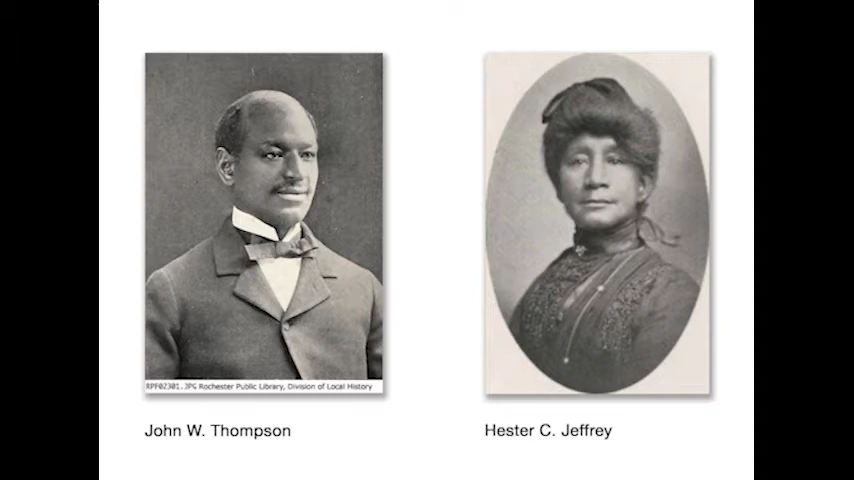 RPF02301.JPG Rochester Public Library, Division of Local History
John W. Thompson
Hester C. Jeffrey